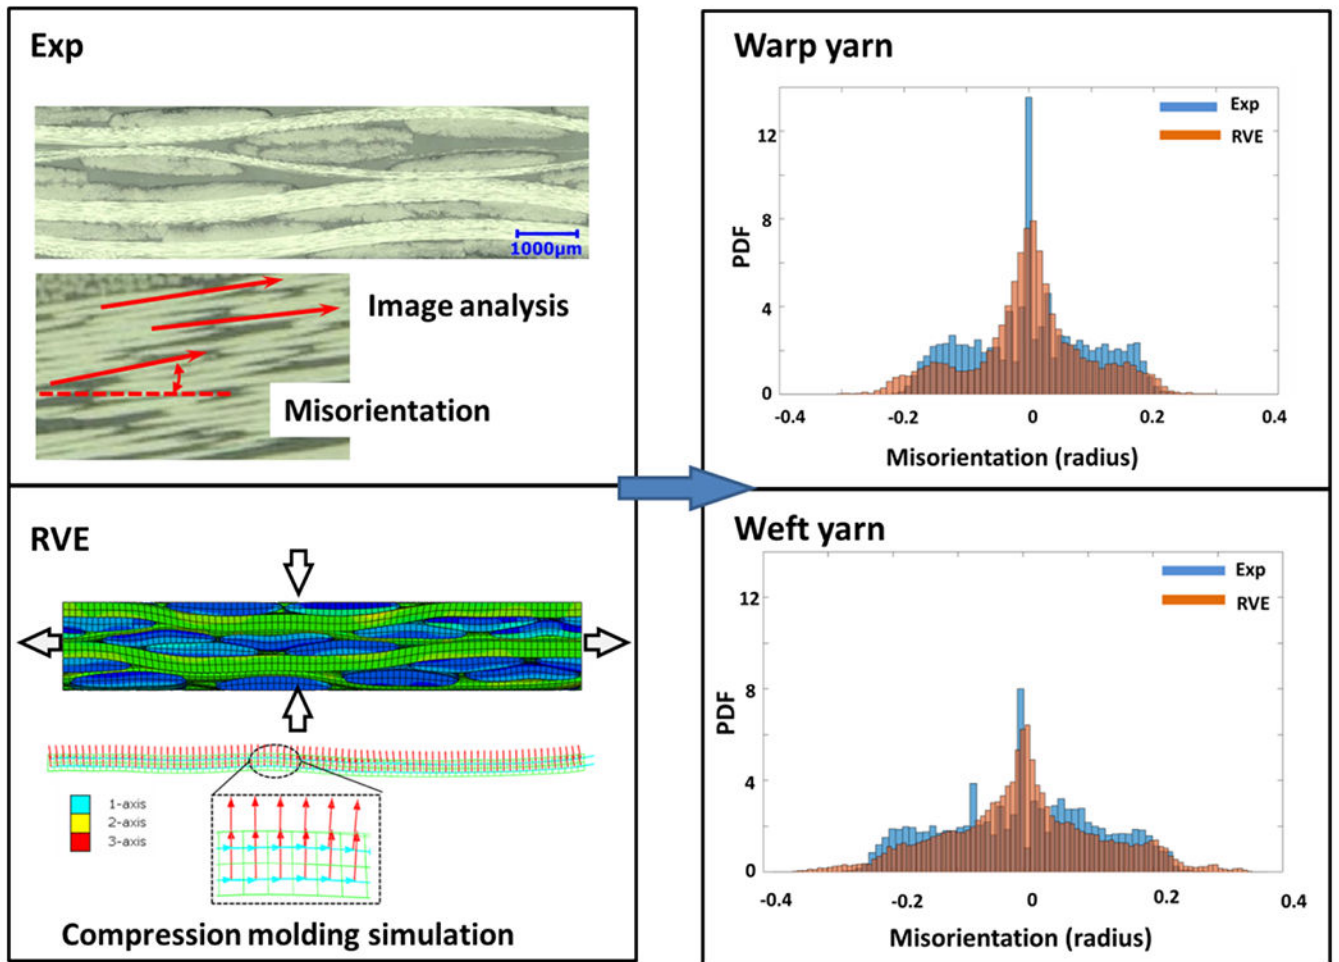 Exp
1000µm
Image analysis
Misorientation
RVE
1-axis
2-axis
3-axis
Compression molding simulation
Warp yarn
Exp
RVE
12
8
4
0
PDF
-0.4 -0.2 0 0.2 0.4
Misorientation (radius)
Weft yarn
Exp
RVE
12
8
4
0
PDF
-0.4 -0.2 0 0.2 0.4
Misorientation (radius)